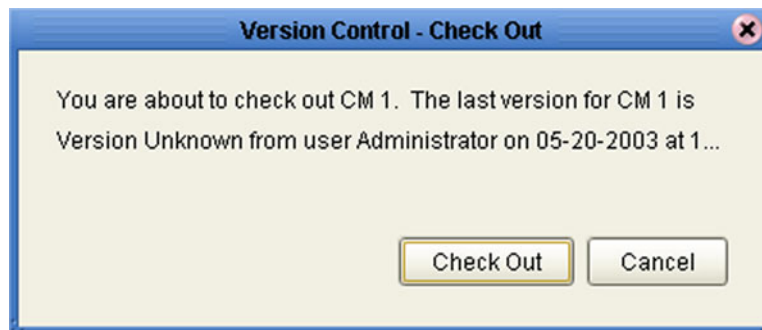 Version Control - Check Out
You are about to check out CM 1. The last version for CM 1 is
Version Unknown from user Administrator on 05-20-2003 at 1...
Check Out Cancel